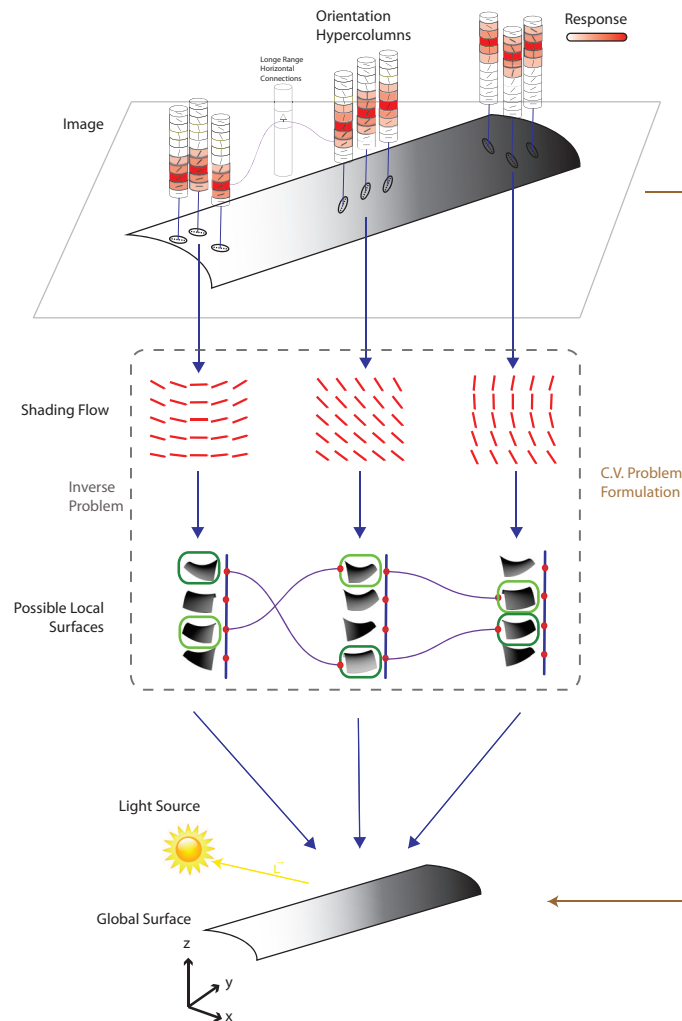 Orientation
Hypercolumns
Response
Longe Range
Horizontal
Connections
Image
Shading Flow
Inverse
Problem
C.V. Problem
Formulation
Possible Local
Surfaces
Light Source
L
Global Surface
z
y
x